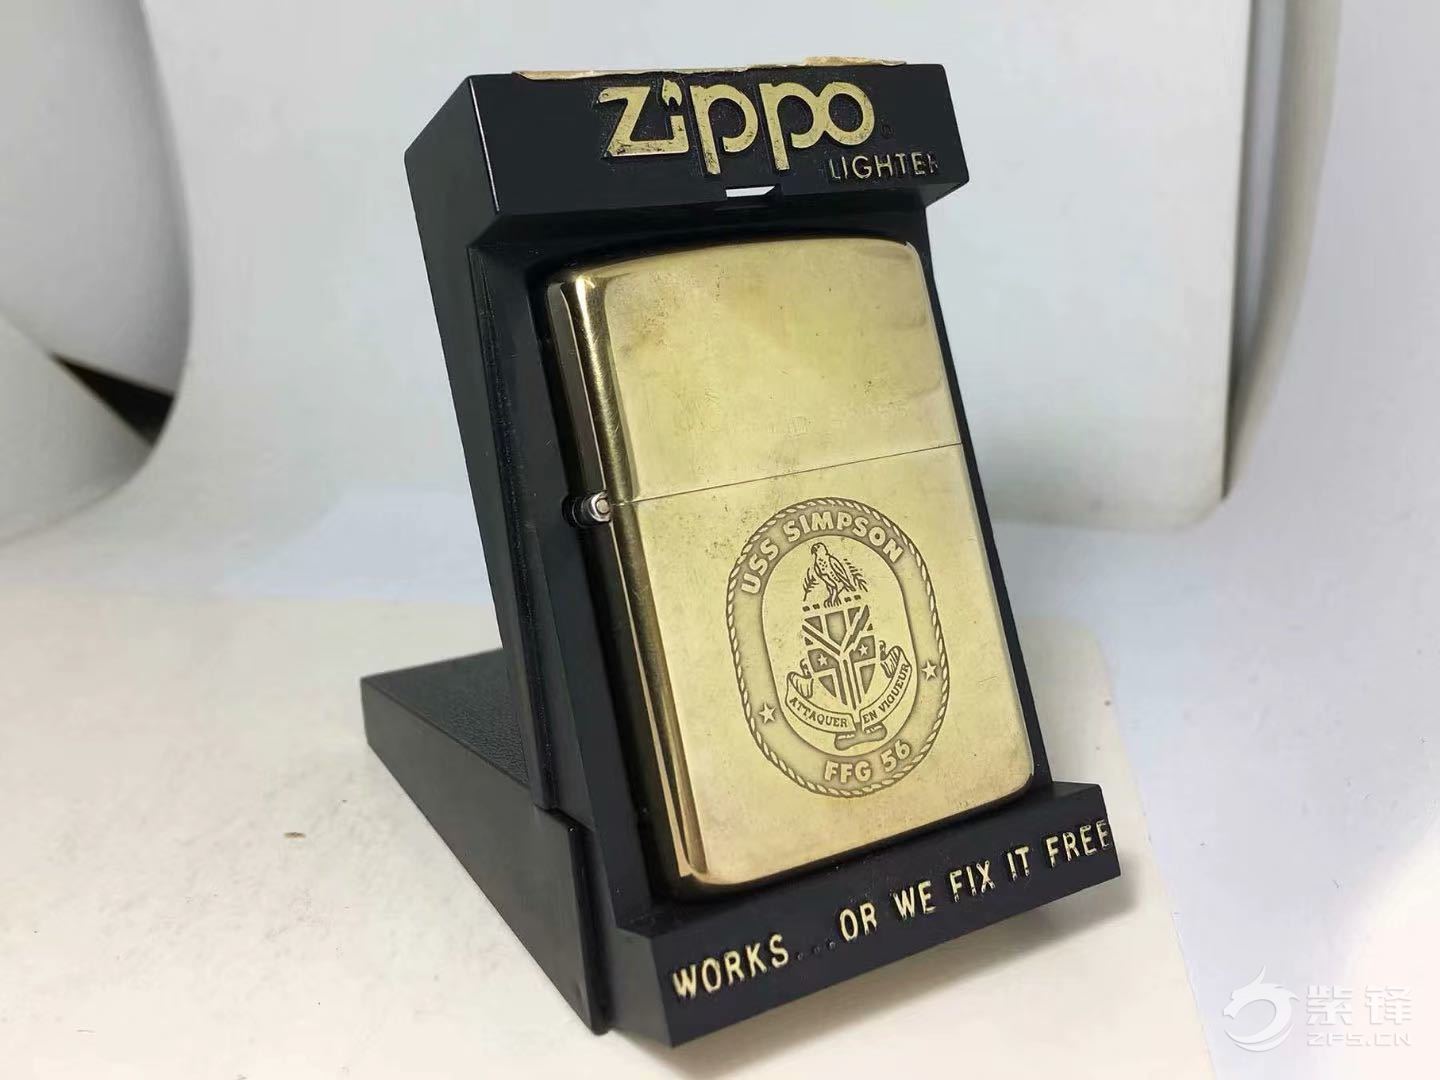 Zippo
LIGHTER
USS SIMPSON
ATTAQUER EN VIGUEUR
FFG 56
WORKS...OR WE FIX IT FREE
紫锋
ZFS.CN